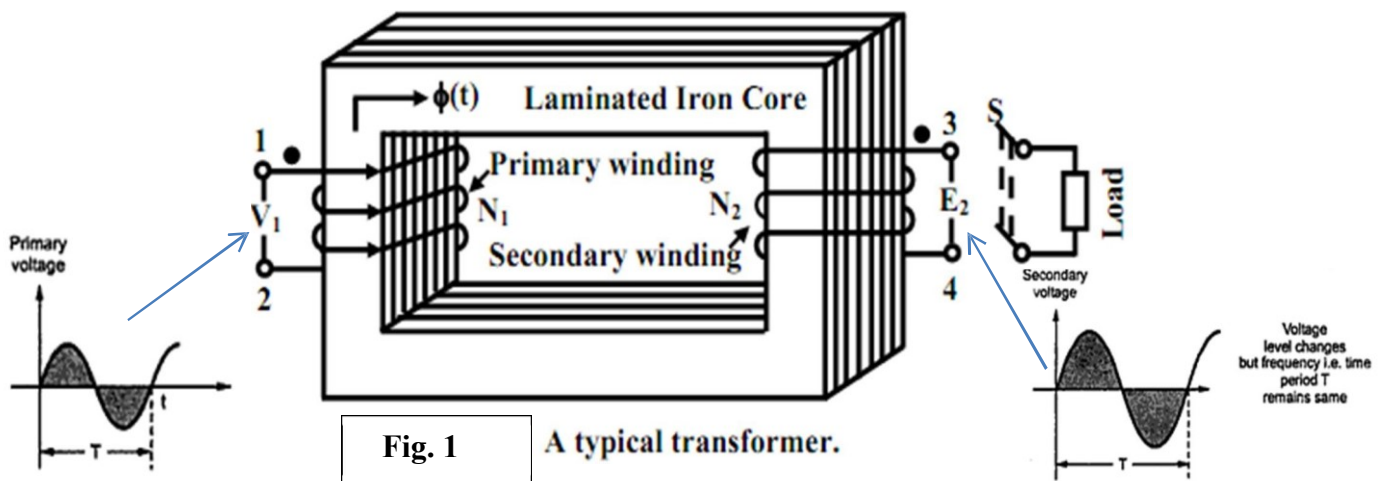 ϕ(t)
Laminated Iron Core
1
3
S
Primary winding
V1
N1
N2
E2
Load
Secondary winding
2
4
Primary
voltage
t
T
Secondary
voltage
T
Voltage
level changes
but frequency i.e. time
period T
remains same
Fig. 1
A typical transformer.